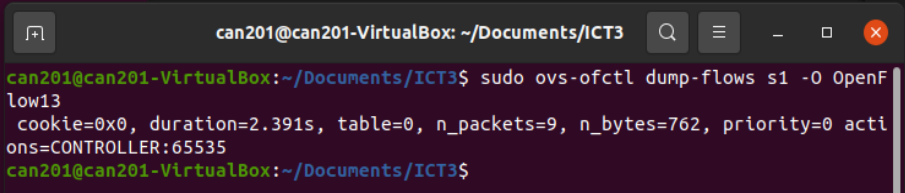 can201@can201-VirtualBox: ~/Documents/ICT3
can201@can201-VirtualBox:~/Documents/ICT3$ sudo ovs-ofctl dump-flows s1 -O OpenF
low13
 cookie=0x0, duration=2.391s, table=0, n_packets=9, n_bytes=762, priority=0 acti
ons=CONTROLLER:65535
can201@can201-VirtualBox:~/Documents/ICT3$